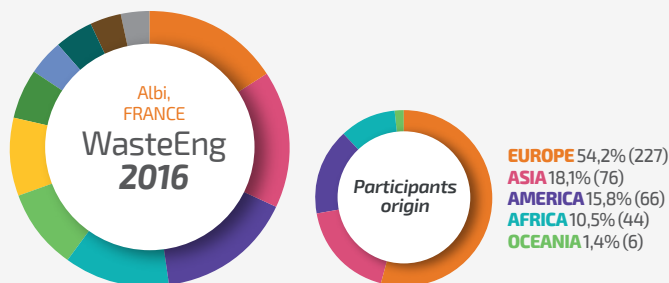 Albi,
FRANCE
WasteEng
2016
Participants
origin
EUROPE 54,2% (227)
ASIA 18,1% (76)
AMERICA 15,8% (66)
AFRICA 10,5% (44)
OCEANIA 1,4% (6)